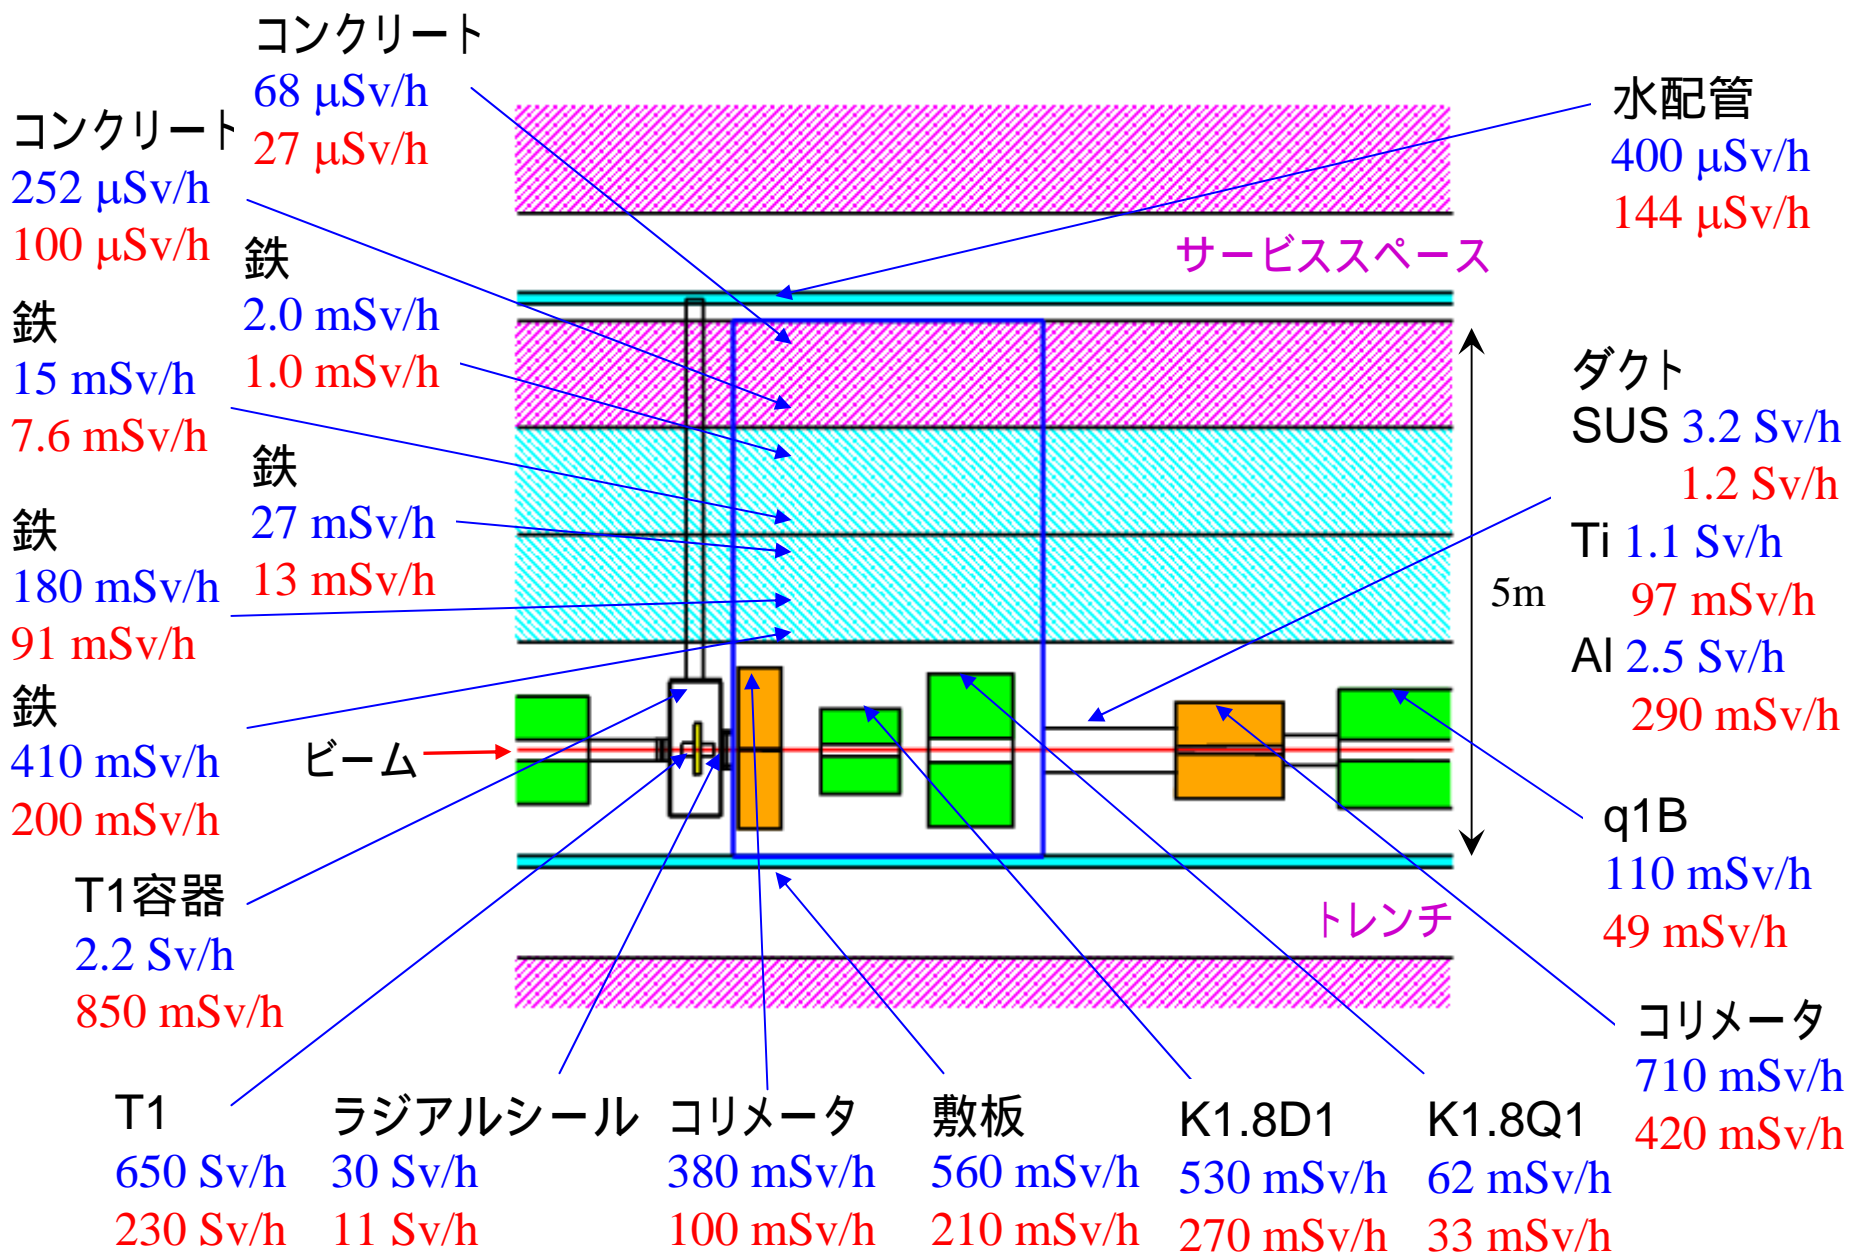 コンクリート
68 μSv/h
27 μSv/h
コンクリート
252 μSv/h
100 μSv/h
鉄
2.0 mSv/h
1.0 mSv/h
鉄
15 mSv/h
7.6 mSv/h
鉄
27 mSv/h
13 mSv/h
鉄
180 mSv/h
91 mSv/h
鉄
410 mSv/h
200 mSv/h
ビーム
T1容器
2.2 Sv/h
850 mSv/h
水配管
400 μSv/h
144 μSv/h
サービススペース
ダクト
SUS 3.2 Sv/h
1.2 Sv/h
Ti 1.1 Sv/h
97 mSv/h
Al 2.5 Sv/h
290 mSv/h
5m
q1B
110 mSv/h
49 mSv/h
トレンチ
コリメータ
710 mSv/h
420 mSv/h
T1
650 Sv/h
230 Sv/h
ラジアルシール
30 Sv/h
11 Sv/h
コリメータ
380 mSv/h
100 mSv/h
敷板
560 mSv/h
210 mSv/h
K1.8D1
530 mSv/h
270 mSv/h
K1.8Q1
62 mSv/h
33 mSv/h